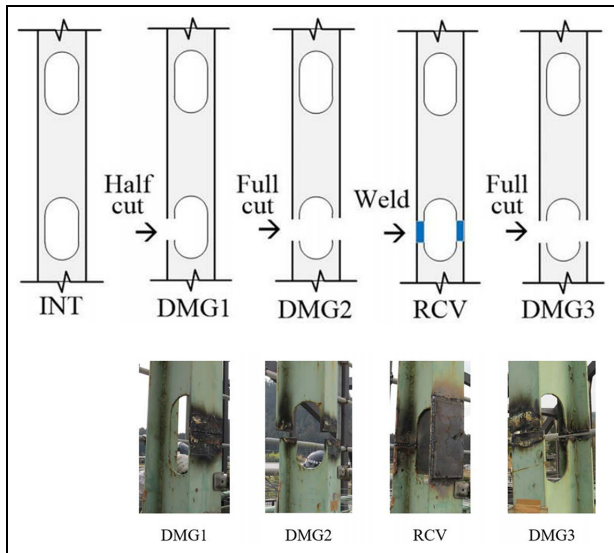 Half cut
Full cut
Weld
Full cut
INT
DMG1
DMG2
RCV
DMG3
DMG1
DMG2
RCV
DMG3